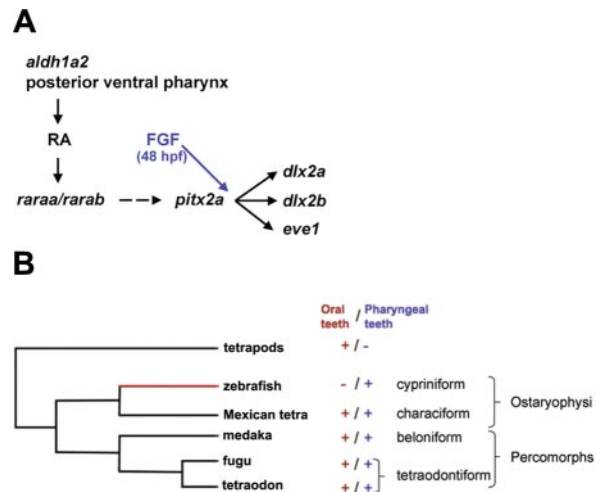 A
aldh1a2
posterior ventral pharynx
RA
FGF
(48 hpf)
raraa/rarab
pitx2a
dlx2a
dlx2b
eve1
B
Oral teeth / Pharyngeal teeth
tetrapods + / -
zebrafish - / + cypriniform
Mexican tetra + / + characiform
Ostaryophysi
medaka + / + beloniform
fugu + / +
tetraodon + / +
tetraodontiform
Percomorphs